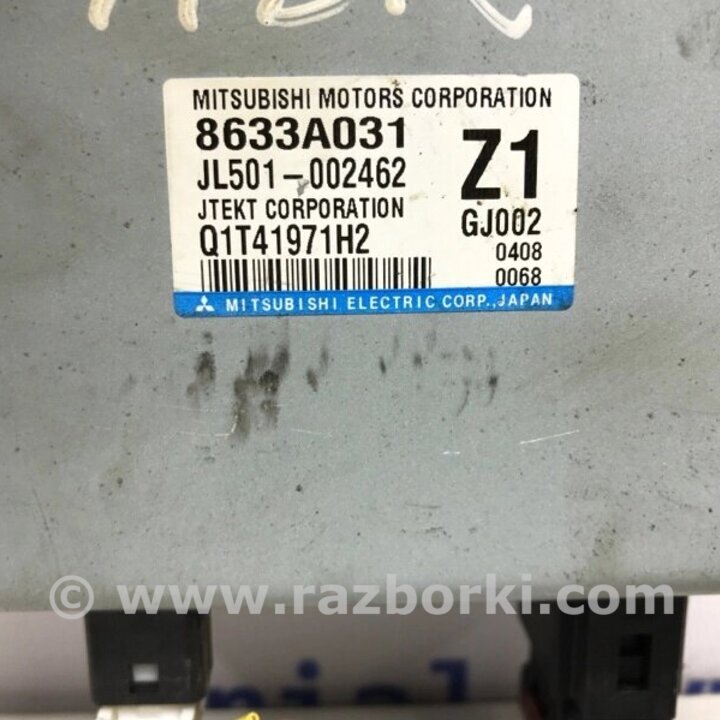 MITSUBISHI MOTORS CORPORATION
8633A031
Z1
JL501-002462
JTEKT CORPORATION
GJ002
Q1T41971H2
0408
0068
MITSUBISHI ELECTRIC CORP.,JAPAN
© www.razborki.com